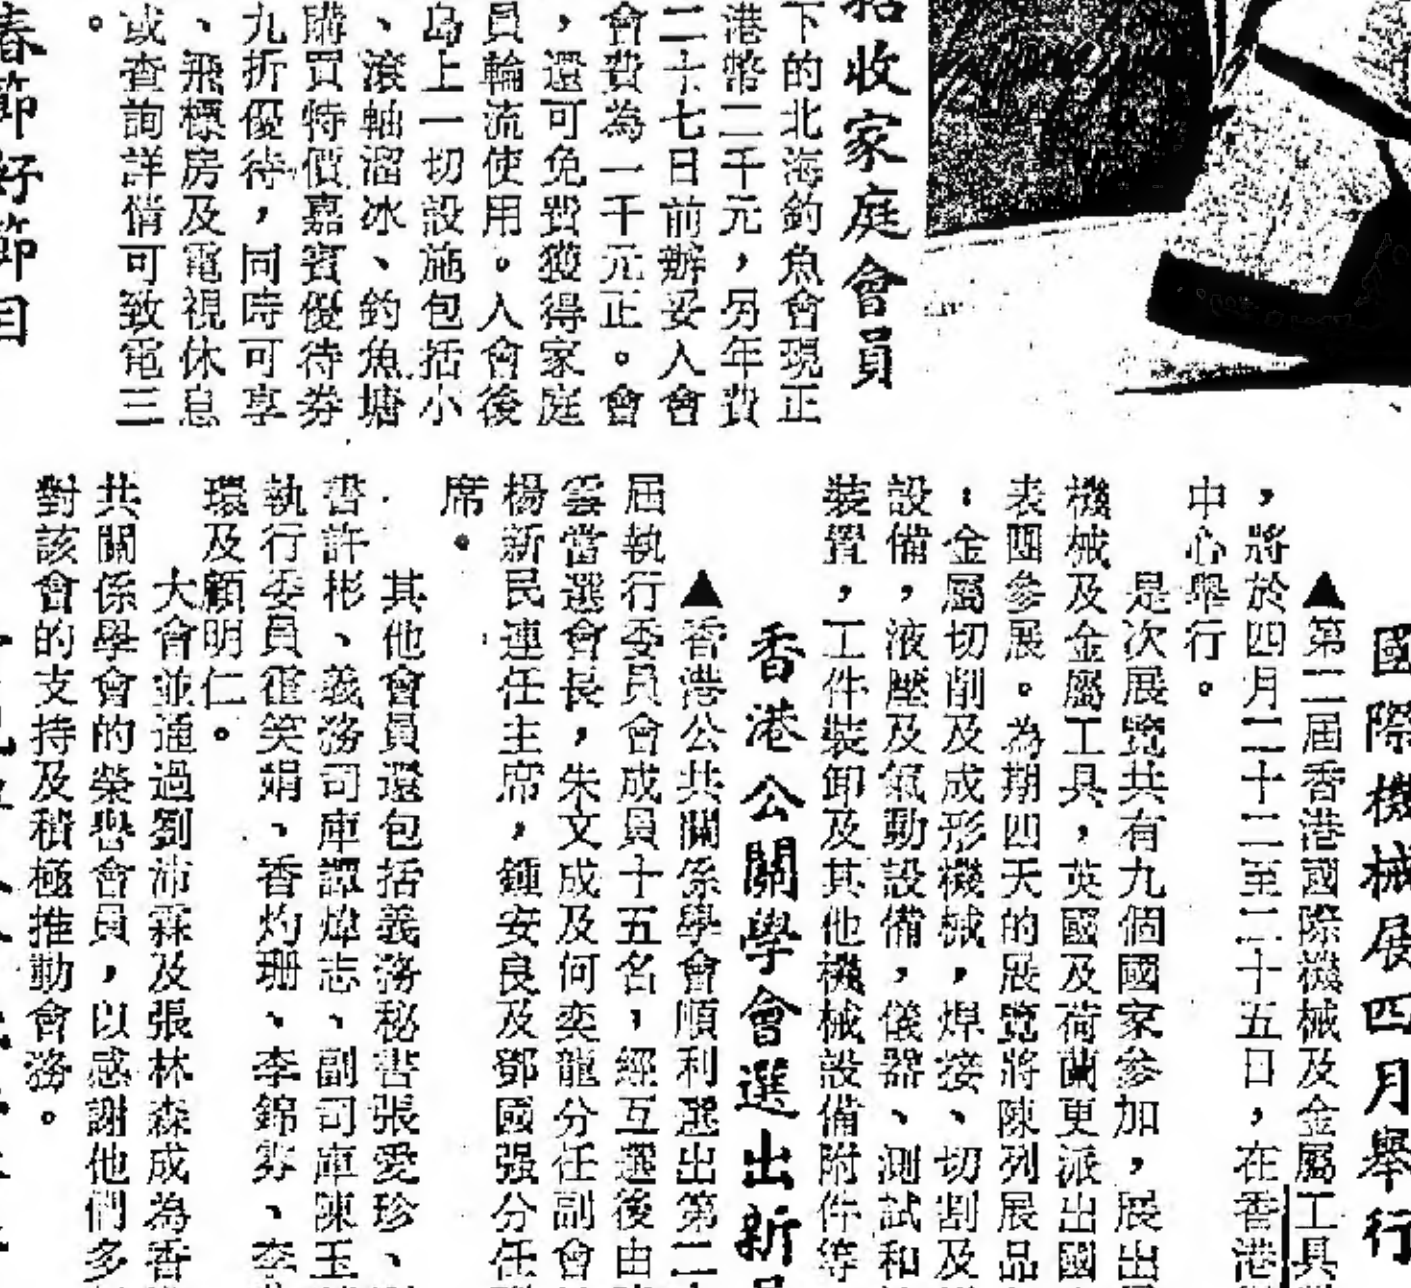 收家庭會員
下的北海釣魚會現正
港幣二千元，另年費
二十七日前辦妥入會
會費為一千元正。會
，還可免費獲得家庭
員輪流使用。入會後
島上一切設施包括小
、滾軸溜冰、釣魚塘
購買特價嘉賓優待券
九折優待，同時可享
、飛標房及電視休息
或查詢詳情可致電三
。
春節好節目
國際機械展四月舉行
▲第二屆香港國際機械及金屬工具
，將於四月二十二至二十五日，在香港
中心舉行。
是次展覽共有九個國家參加，展出
機械及金屬工具，英國及荷蘭更派出國
表團參展。為期四天的展覽將陳列展品
：金屬切削及成形機械，焊接、切割及
設備，液壓及氣動設備，儀器、測試和
裝置，工件裝卸及其他機械設備附件等
香港公關學會選出新
▲香港公共關係學會順利選出第二
屆執行委員會成員十五名，經互選後由
雲當選會長，朱文成及何奕龍分任副會
楊新民連任主席，鍾安良及鄧國強分任
席。
其他會員還包括義務秘書張愛珍、
書許彬、義務司庫譚煒志、副司庫陳玉
執行委員霍笑娟、香灼珊、李錦芬、李
環及顧明仁。
大會並通過劉沛霖及張林森成為香
共關係學會的榮譽會員，以感謝他們多
對該會的支持及積極推動會務。